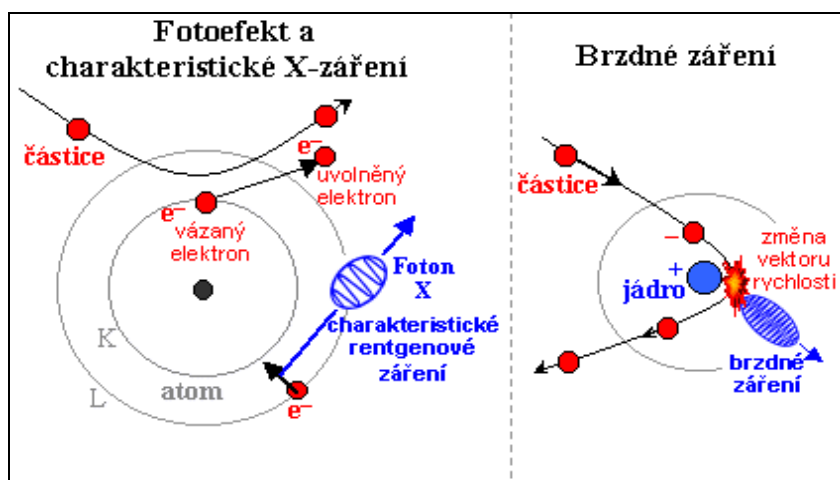 Fotoefekt a
charakteristické X-záření
částice
e−
e−
uvolněný
elektron
vázaný
elektron
Foton
X
charakteristické
rentgenové
záření
K
L
atom
e−
Brzdné záření
částice
−
+
jádro
změna
vektoru
rychlosti
brzdné
záření